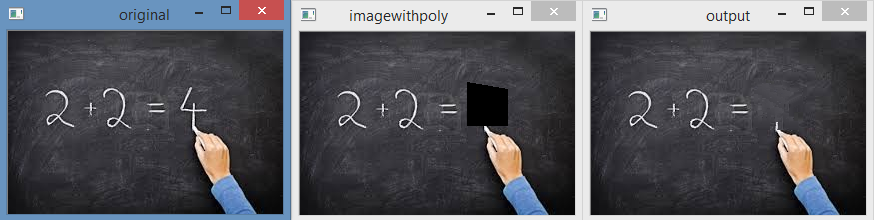 original
imagewithpoly
output
2 + 2 = 4
2 + 2 =
2 + 2 =